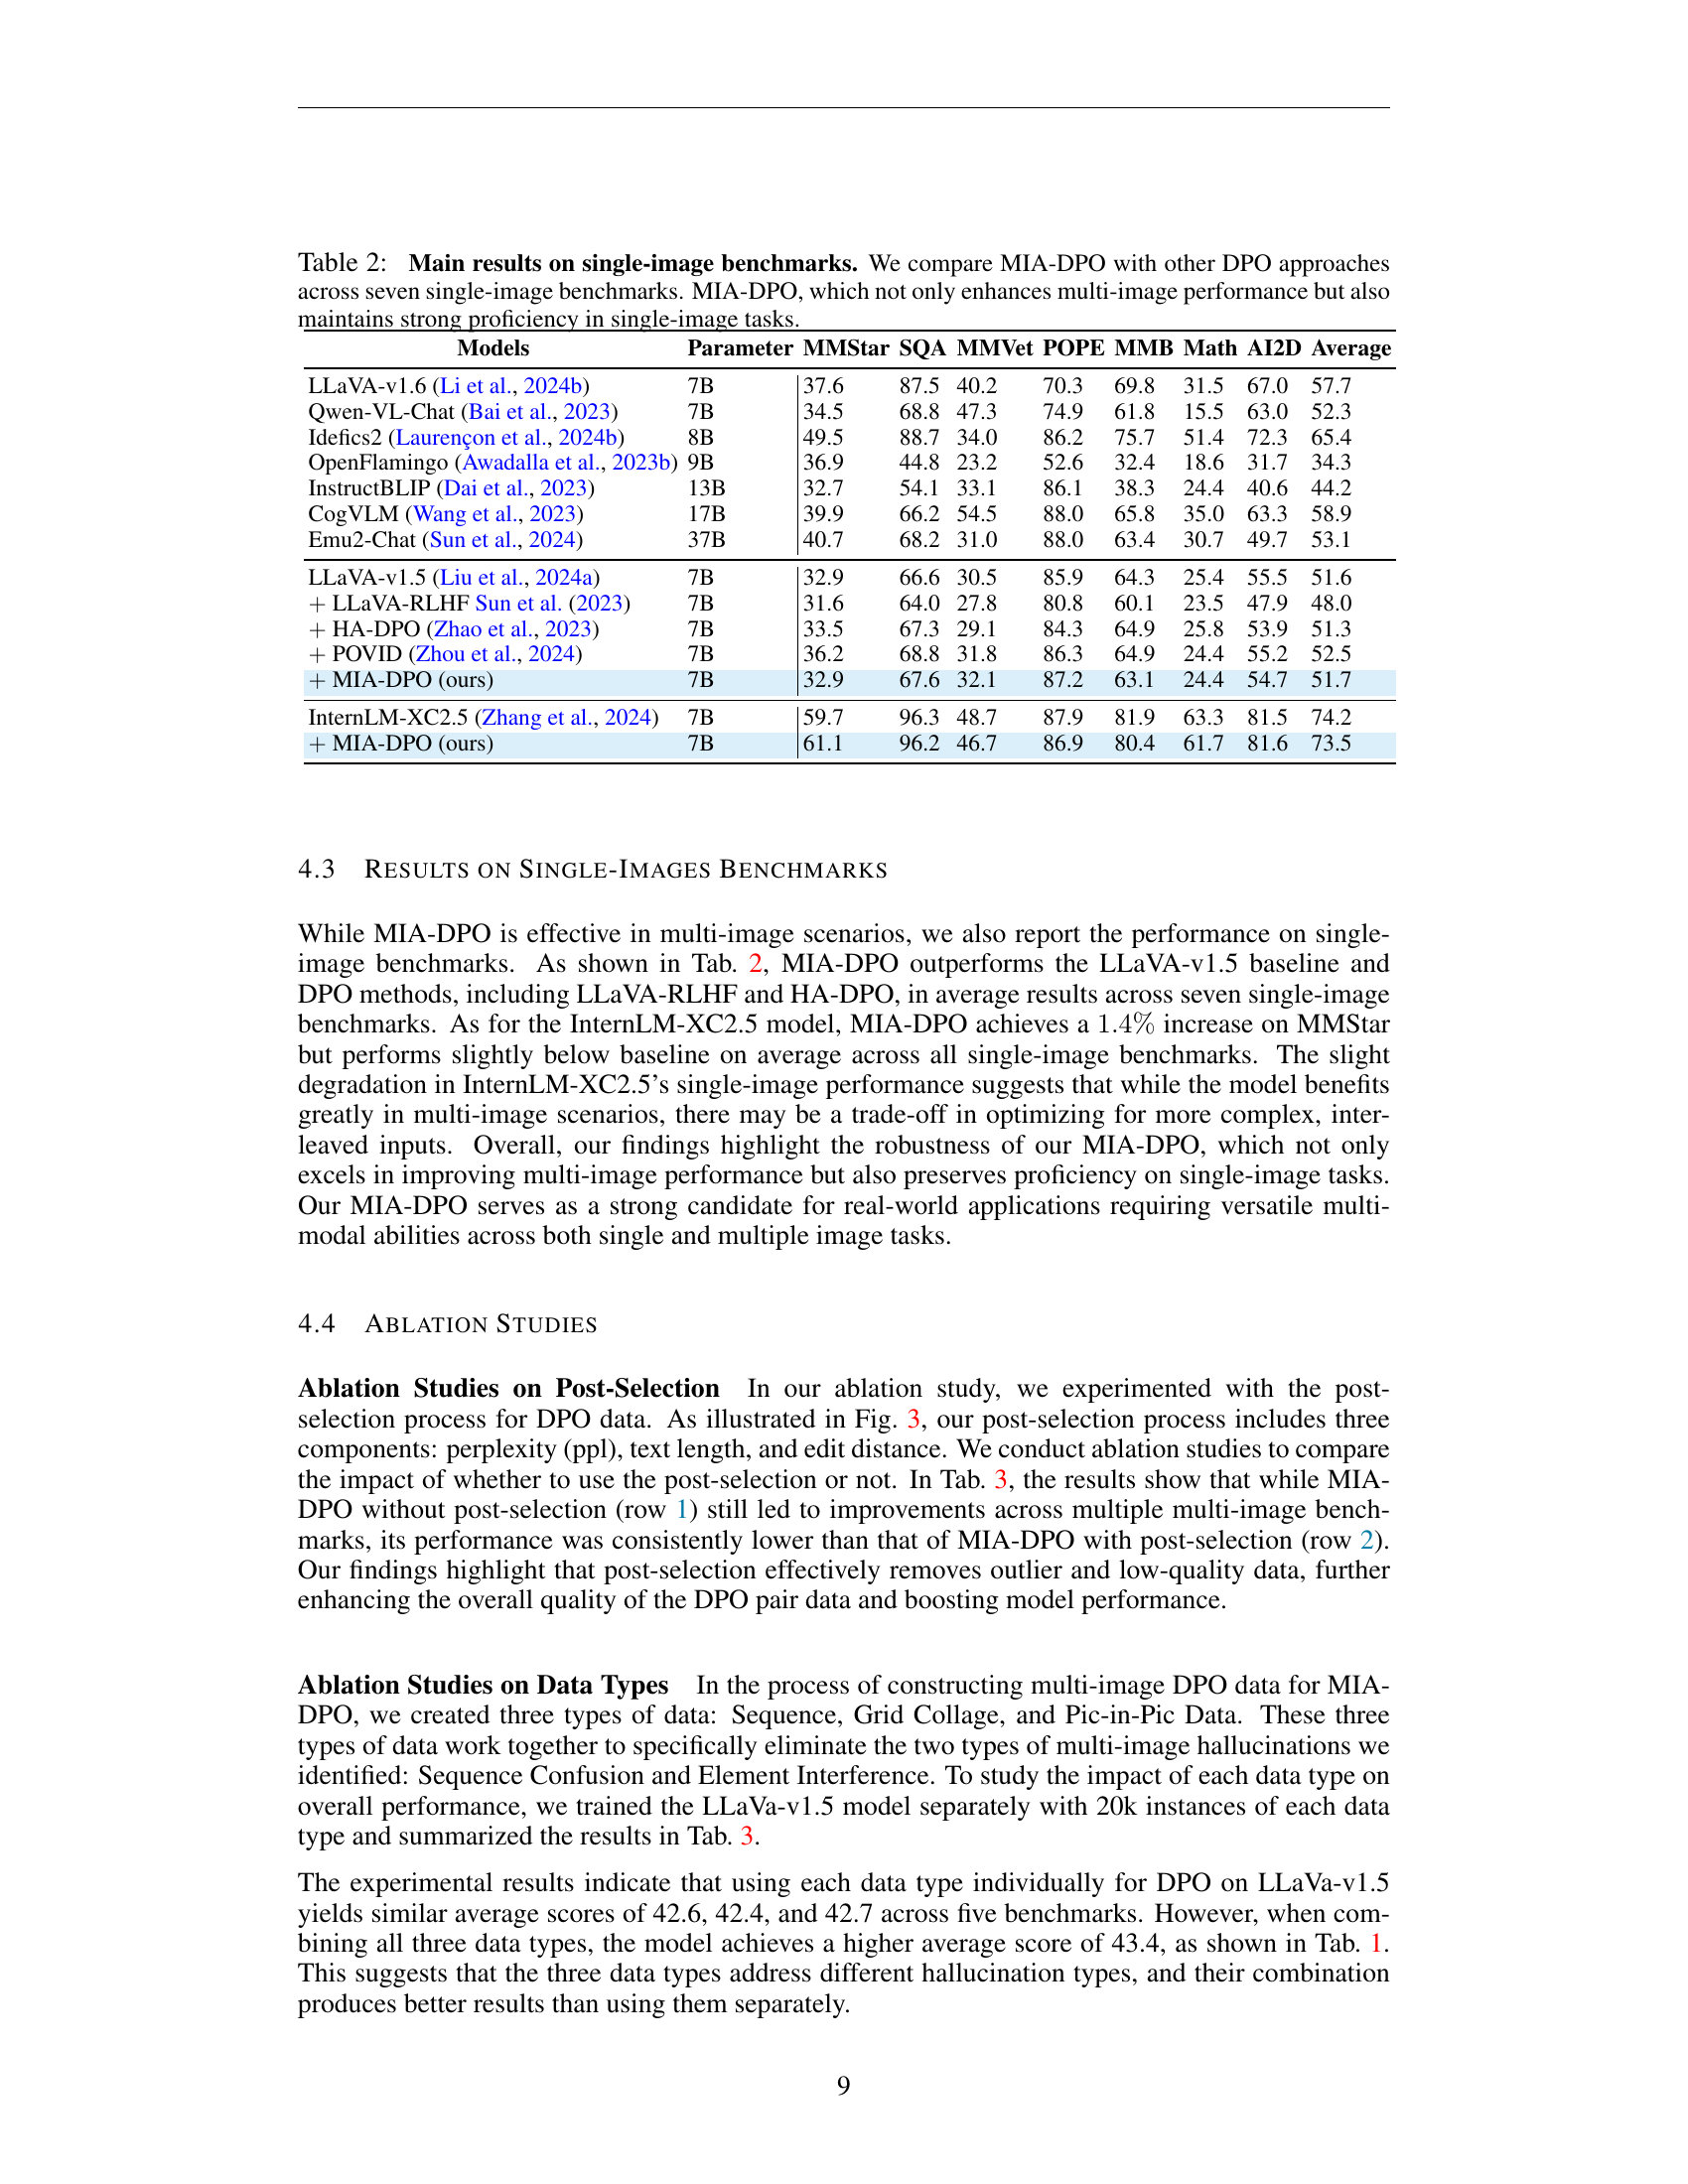 Table 2: Main results on single-image benchmarks. We compare MIA-DPO with other DPO approaches
across seven single-image benchmarks. MIA-DPO, which not only enhances multi-image performance but also
maintains strong proficiency in single-image tasks.
Models Parameter MMStar SQA MMVet POPE MMB Math AI2D Average
LLaVA-v1.6 (Li et al., 2024b) 7B 37.6 87.5 40.2 70.3 69.8 31.5 67.0 57.7
Qwen-VL-Chat (Bai et al., 2023) 7B 34.5 68.8 47.3 74.9 61.8 15.5 63.0 52.3
Idefics2 (Laurençon et al., 2024b) 8B 49.5 88.7 34.0 86.2 75.7 51.4 72.3 65.4
OpenFlamingo (Awadalla et al., 2023b) 9B 36.9 44.8 23.2 52.6 32.4 18.6 31.7 34.3
InstructBLIP (Dai et al., 2023) 13B 32.7 54.1 33.1 86.1 38.3 24.4 40.6 44.2
CogVLM (Wang et al., 2023) 17B 39.9 66.2 54.5 88.0 65.8 35.0 63.3 58.9
Emu2-Chat (Sun et al., 2024) 37B 40.7 68.2 31.0 88.0 63.4 30.7 49.7 53.1
LLaVA-v1.5 (Liu et al., 2024a) 7B 32.9 66.6 30.5 85.9 64.3 25.4 55.5 51.6
+ LLaVA-RLHF Sun et al. (2023) 7B 31.6 64.0 27.8 80.8 60.1 23.5 47.9 48.0
+ HA-DPO (Zhao et al., 2023) 7B 33.5 67.3 29.1 84.3 64.9 25.8 53.9 51.3
+ POVID (Zhou et al., 2024) 7B 36.2 68.8 31.8 86.3 64.9 24.4 55.2 52.5
+ MIA-DPO (ours) 7B 32.9 67.6 32.1 87.2 63.1 24.4 54.7 51.7
InternLM-XC2.5 (Zhang et al., 2024) 7B 59.7 96.3 48.7 87.9 81.9 63.3 81.5 74.2
+ MIA-DPO (ours) 7B 61.1 96.2 46.7 86.9 80.4 61.7 81.6 73.5
4.3 RESULTS ON SINGLE-IMAGES BENCHMARKS
While MIA-DPO is effective in multi-image scenarios, we also report the performance on single-
image benchmarks. As shown in Tab. 2, MIA-DPO outperforms the LLaVA-v1.5 baseline and
DPO methods, including LLaVA-RLHF and HA-DPO, in average results across seven single-image
benchmarks. As for the InternLM-XC2.5 model, MIA-DPO achieves a 1.4% increase on MMStar
but performs slightly below baseline on average across all single-image benchmarks. The slight
degradation in InternLM-XC2.5's single-image performance suggests that while the model benefits
greatly in multi-image scenarios, there may be a trade-off in optimizing for more complex, inter-
leaved inputs. Overall, our findings highlight the robustness of our MIA-DPO, which not only
excels in improving multi-image performance but also preserves proficiency on single-image tasks.
Our MIA-DPO serves as a strong candidate for real-world applications requiring versatile multi-
modal abilities across both single and multiple image tasks.
4.4 ABLATION STUDIES
Ablation Studies on Post-Selection In our ablation study, we experimented with the post-
selection process for DPO data. As illustrated in Fig. 3, our post-selection process includes three
components: perplexity (ppl), text length, and edit distance. We conduct ablation studies to compare
the impact of whether to use the post-selection or not. In Tab. 3, the results show that while MIA-
DPO without post-selection (row 1) still led to improvements across multiple multi-image bench-
marks, its performance was consistently lower than that of MIA-DPO with post-selection (row 2).
Our findings highlight that post-selection effectively removes outlier and low-quality data, further
enhancing the overall quality of the DPO pair data and boosting model performance.
Ablation Studies on Data Types In the process of constructing multi-image DPO data for MIA-
DPO, we created three types of data: Sequence, Grid Collage, and Pic-in-Pic Data. These three
types of data work together to specifically eliminate the two types of multi-image hallucinations we
identified: Sequence Confusion and Element Interference. To study the impact of each data type on
overall performance, we trained the LLaVa-v1.5 model separately with 20k instances of each data
type and summarized the results in Tab. 3.
The experimental results indicate that using each data type individually for DPO on LLaVa-v1.5
yields similar average scores of 42.6, 42.4, and 42.7 across five benchmarks. However, when com-
bining all three data types, the model achieves a higher average score of 43.4, as shown in Tab. 1.
This suggests that the three data types address different hallucination types, and their combination
produces better results than using them separately.
9